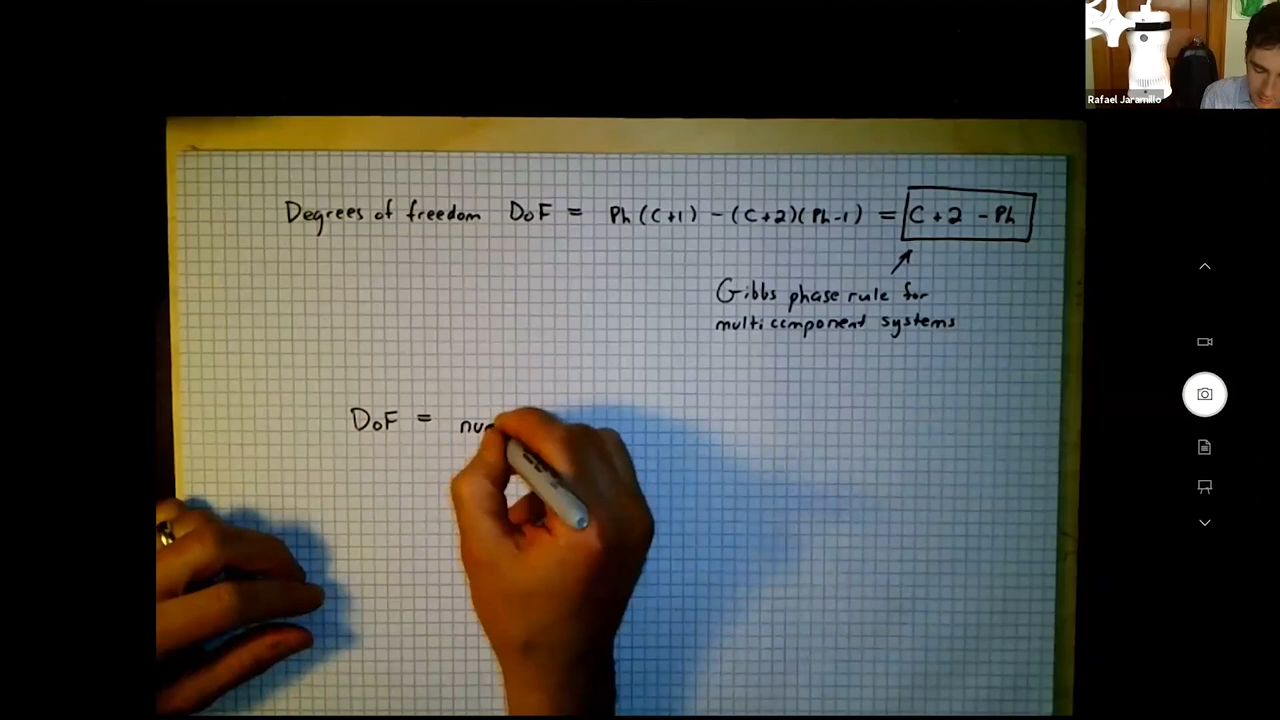 Rafael Jaramillo
Degrees of freedom DoF = Ph (C+1) - (C+2)(Ph-1) = C + 2 - Ph
Gibbs phase rule for
multicomponent systems
DoF =